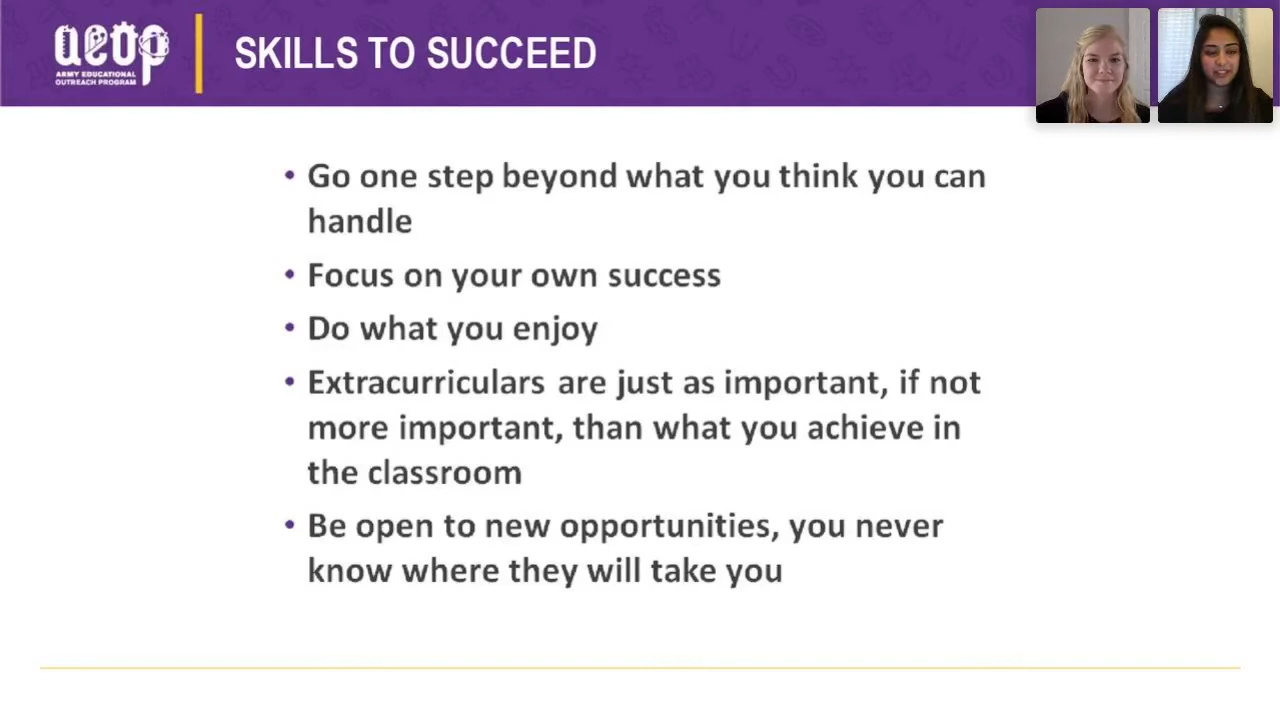 aeop
ARMY EDUCATIONAL
OUTREACH PROGRAM
SKILLS TO SUCCEED
• Go one step beyond what you think you can
handle
• Focus on your own success
• Do what you enjoy
• Extracurriculars are just as important, if not
more important, than what you achieve in
the classroom
• Be open to new opportunities, you never
know where they will take you